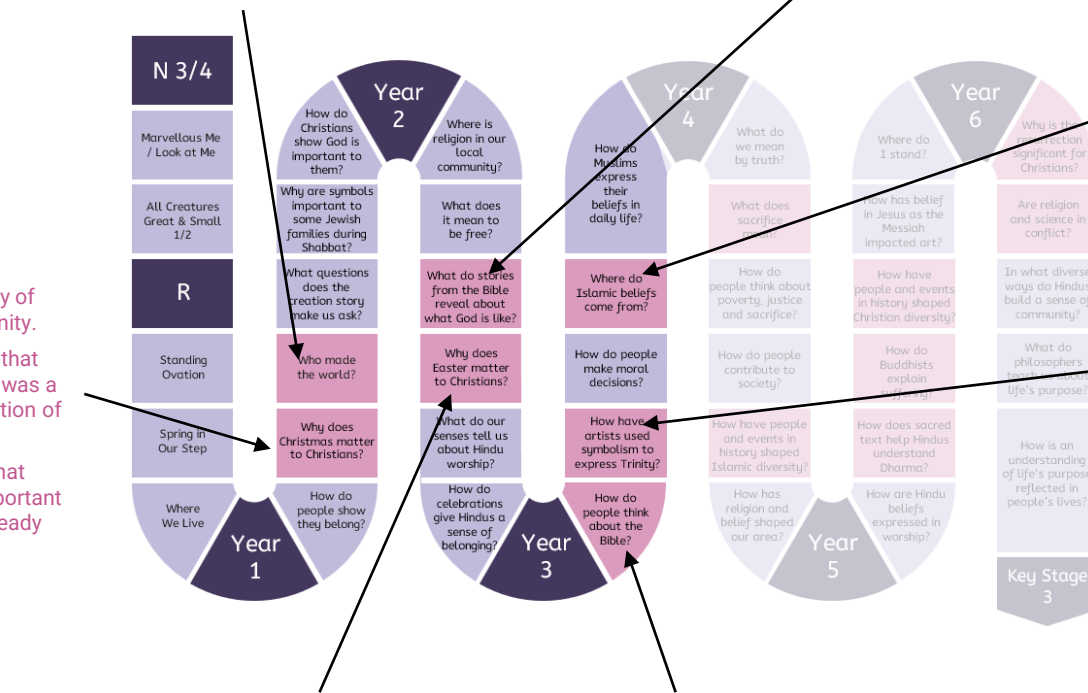 y of
nity.
that
was a
tion of
hat
portant
eady
N 3/4
Marvellous Me
/ Look at Me
All Creatures
Great & Small
1/2
R
Standing
Ovation
Spring in
Our Step
Where
We Live
Year
1
How do
people show
they belong?
Why does
Christmas matter
to Christians?
Who made
the world?
What questions
does the
creation story
make us ask?
Why are symbols
important to
some Jewish
families during
Shabbat?
How do
Christians
show God is
important to
them?
Year
2
Where is
religion in our
local
community?
What does
it mean to
be free?
What do stories
from the Bible
reveal about
what God is like?
Why does
Easter matter
to Christians?
What do our
senses tell us
about Hindu
worship?
How do
celebrations
give Hindus a
sense of
belonging?
Year
3
How do
people think
about the
Bible?
How have
artists used
symbolism to
express Trinity?
How do people
make moral
decisions?
Where do
Islamic beliefs
come from?
How do
Muslims
express
their
beliefs in
daily life?
Year
4
What do
we mean
by truth?
What does
sacrifice
mean?
How do
people think about
poverty, justice
and sacrifice?
How do people
contribute to
society?
How have people
and events in
history shaped
Islamic diversity?
How has
religion and
belief shaped
our area?
Year
5
How are Hindu
beliefs
expressed in
worship?
How does sacred
text help Hindus
understand
Dharma?
How do
Buddhists
explain
suffering?
How have
people and events
in history shaped
Christian diversity?
How has belief
in Jesus as the
Messiah
impacted art?
Where do
I stand?
Year
6
Why is the
resurrection
significant for
Christians?
Are religion
and science in
conflict?
In what diverse
ways do Hindus
build a sense of
community?
What do
philosophers
teach us about
life's purpose?
How is an
understanding
of life's purpose
reflected in
people's lives?
Key Stage
3